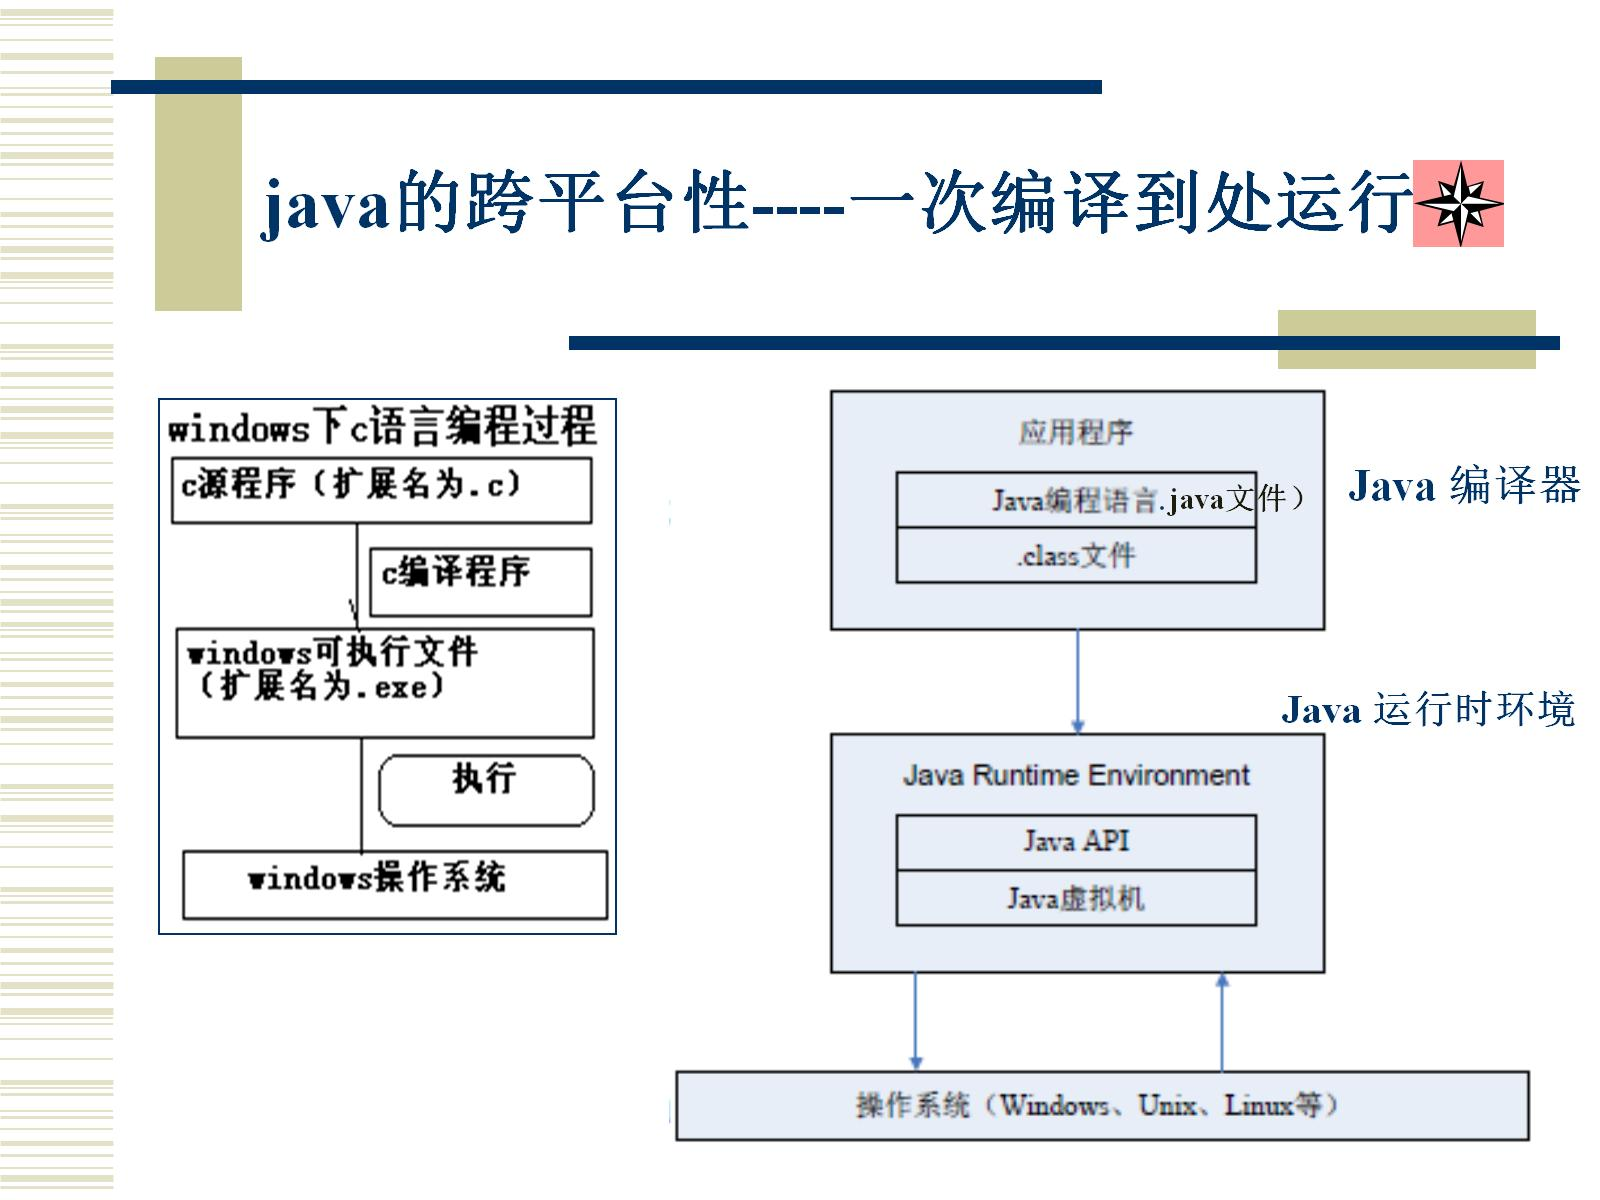 java的跨平台性----一次编译到处运行
windows下c语言编程过程
c源程序（扩展名为.c）
c编译程序
windows可执行文件
（扩展名为.exe）
执行
windows操作系统
应用程序
Java编程语言.java文件）
.class文件
Java 编译器
Java 运行时环境
Java Runtime Environment
Java API
Java虚拟机
操作系统（Windows、Unix、Linux等）